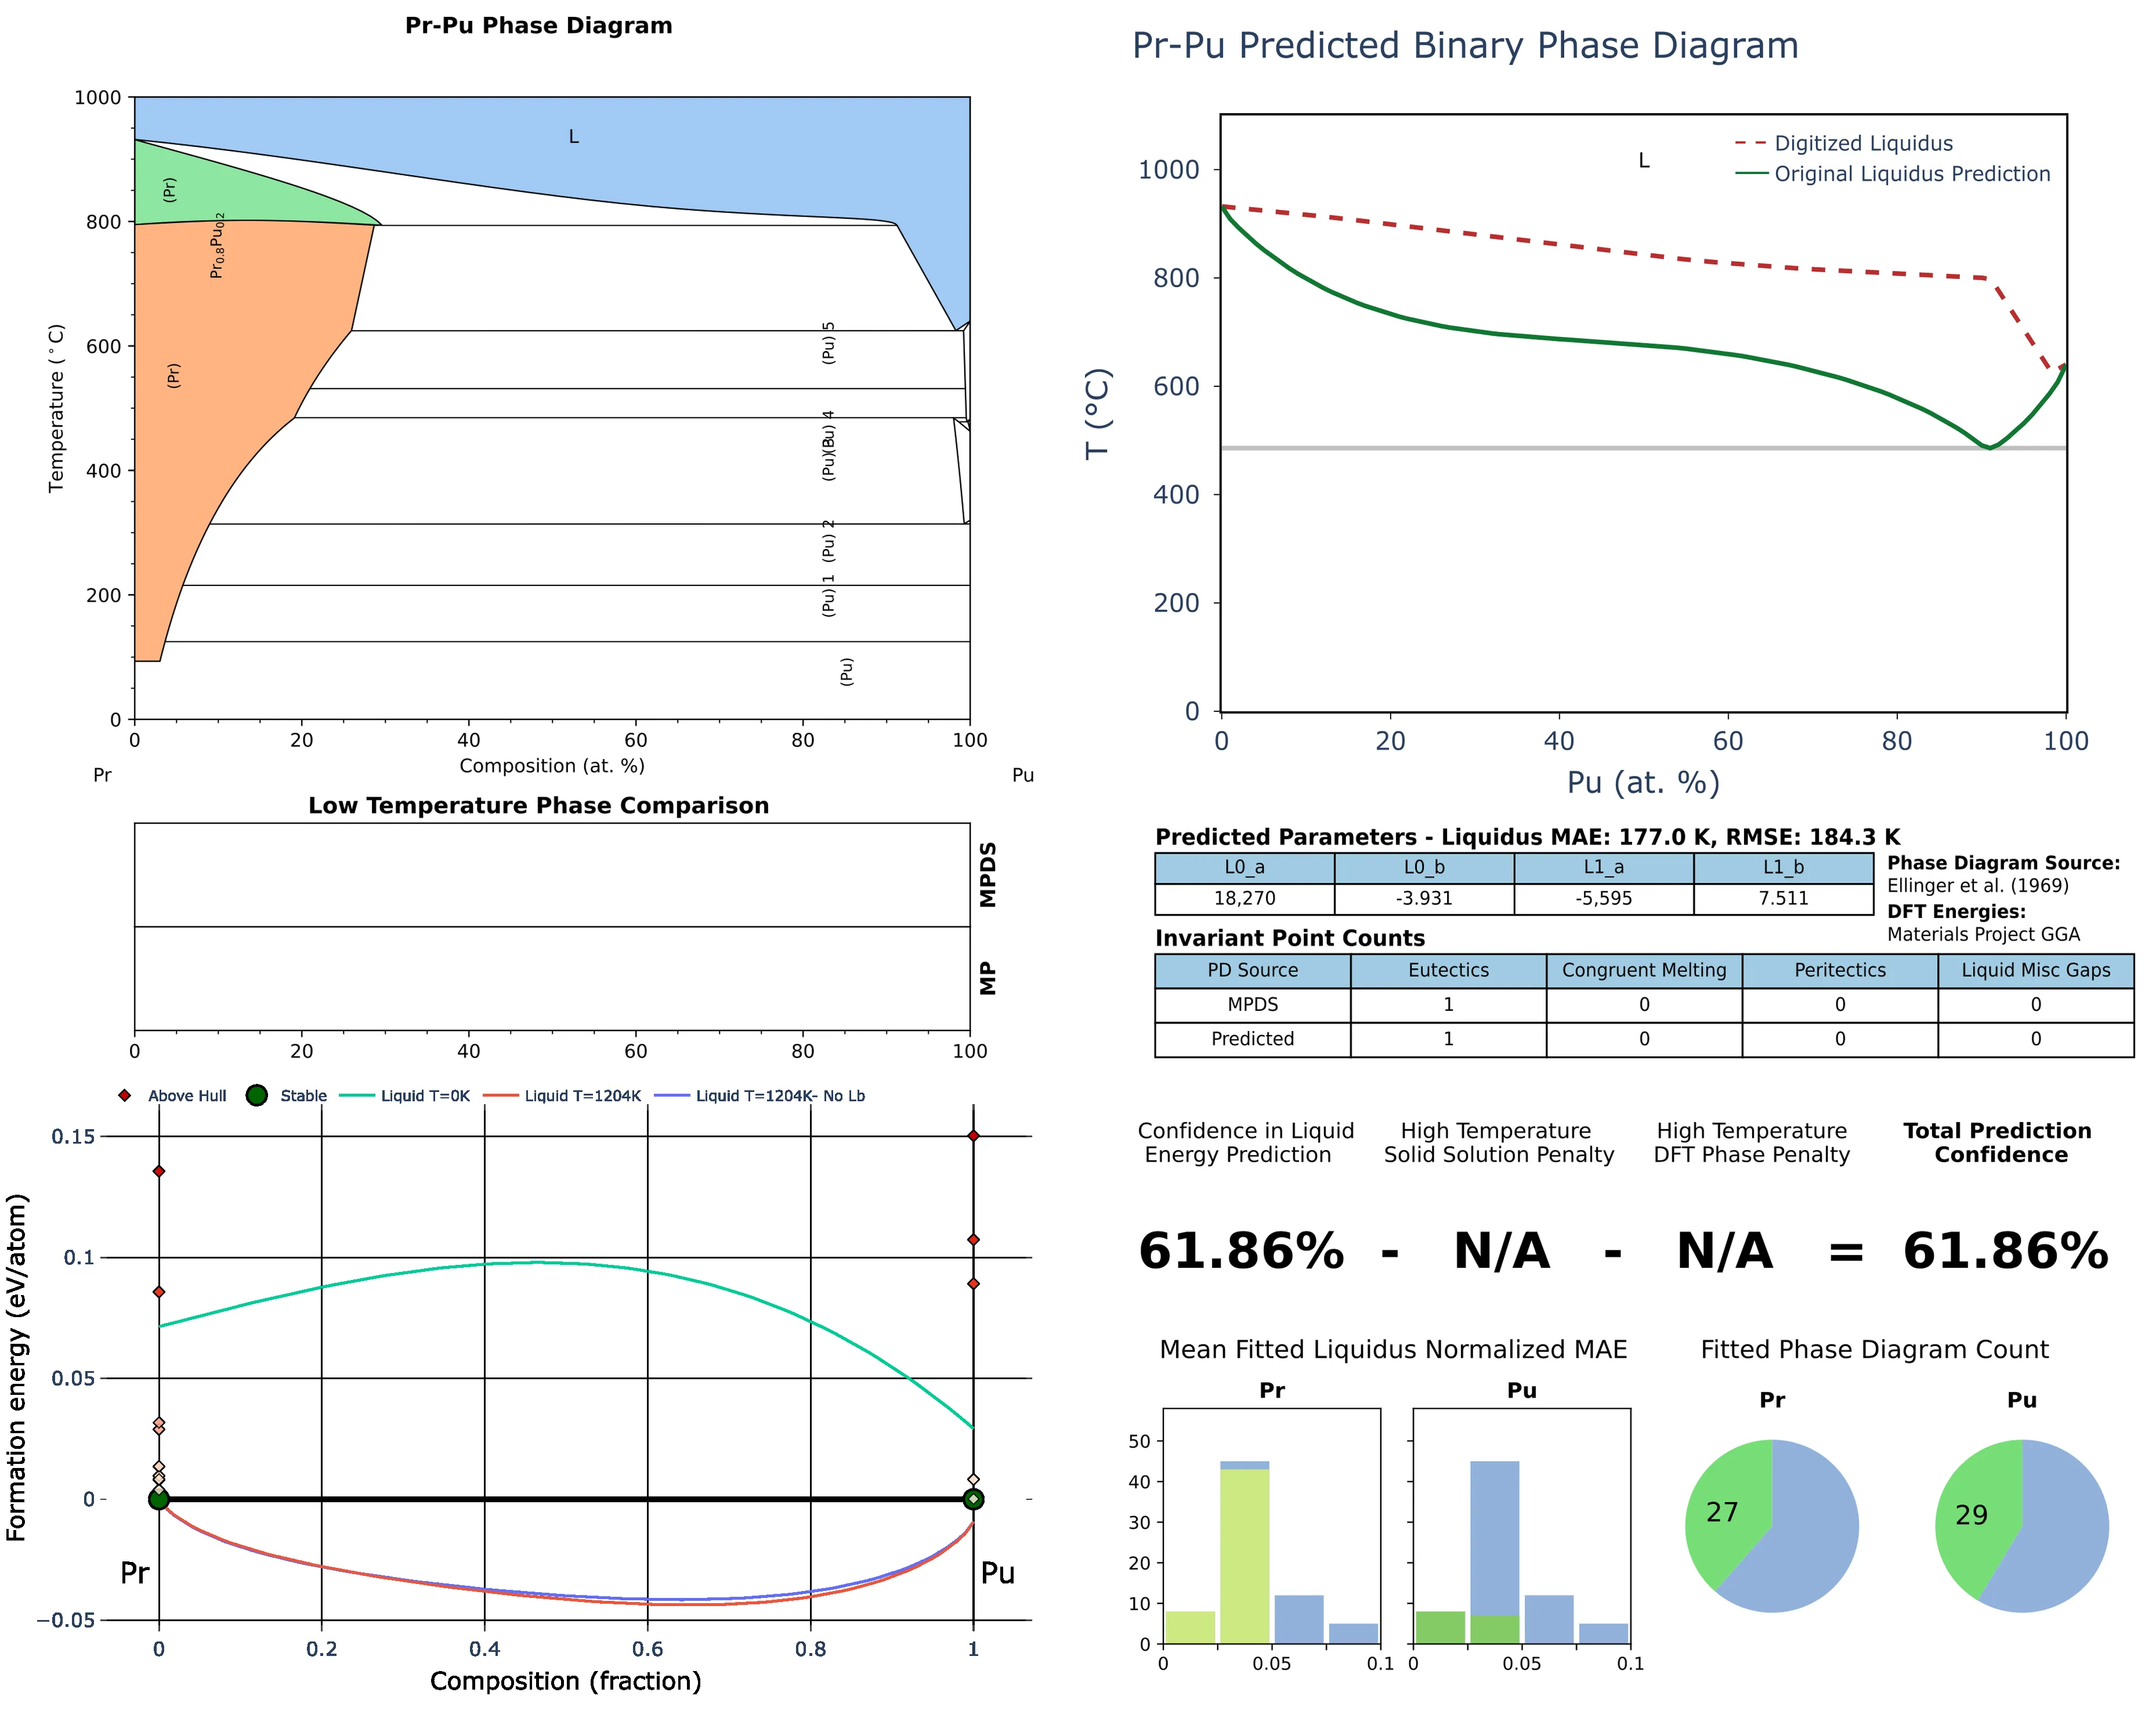 Pr-Pu Phase Diagram
1000
800
600
400
200
0
Temperature (°C)
L
(Pr)
Pr0.8Pu0.2
(Pr)
(Pu) 5
(Pu) 4
(Pu) 3
(Pu) 2
(Pu) 1
(Pu)
0 20 40 60 80 100
Composition (at. %)
Pr Pu
Pr-Pu Predicted Binary Phase Diagram
L
Digitized Liquidus
Original Liquidus Prediction
1000
800
600
400
200
0
T (°C)
0 20 40 60 80 100
Pu (at. %)
Low Temperature Phase Comparison
MPDS
MP
0 20 40 60 80 100
Predicted Parameters - Liquidus MAE: 177.0 K, RMSE: 184.3 K
L0_a L0_b L1_a L1_b
18,270 -3.931 -5,595 7.511
Phase Diagram Source:
Ellinger et al. (1969)
DFT Energies:
Materials Project GGA
Invariant Point Counts
PD Source Eutectics Congruent Melting Peritectics Liquid Misc Gaps
MPDS 1 0 0 0
Predicted 1 0 0 0
Above Hull Stable Liquid T=0K Liquid T=1204K Liquid T=1204K- No Lb
0.15
0.1
0.05
0
−0.05
Formation energy (eV/atom)
Pr Pu
0 0.2 0.4 0.6 0.8 1
Composition (fraction)
Confidence in Liquid
Energy Prediction
High Temperature
Solid Solution Penalty
High Temperature
DFT Phase Penalty
Total Prediction
Confidence
61.86% - N/A - N/A = 61.86%
Mean Fitted Liquidus Normalized MAE
Pr Pu
50
40
30
20
10
0
0 0.05 0.1 0 0.05 0.1
Fitted Phase Diagram Count
Pr Pu
27 29